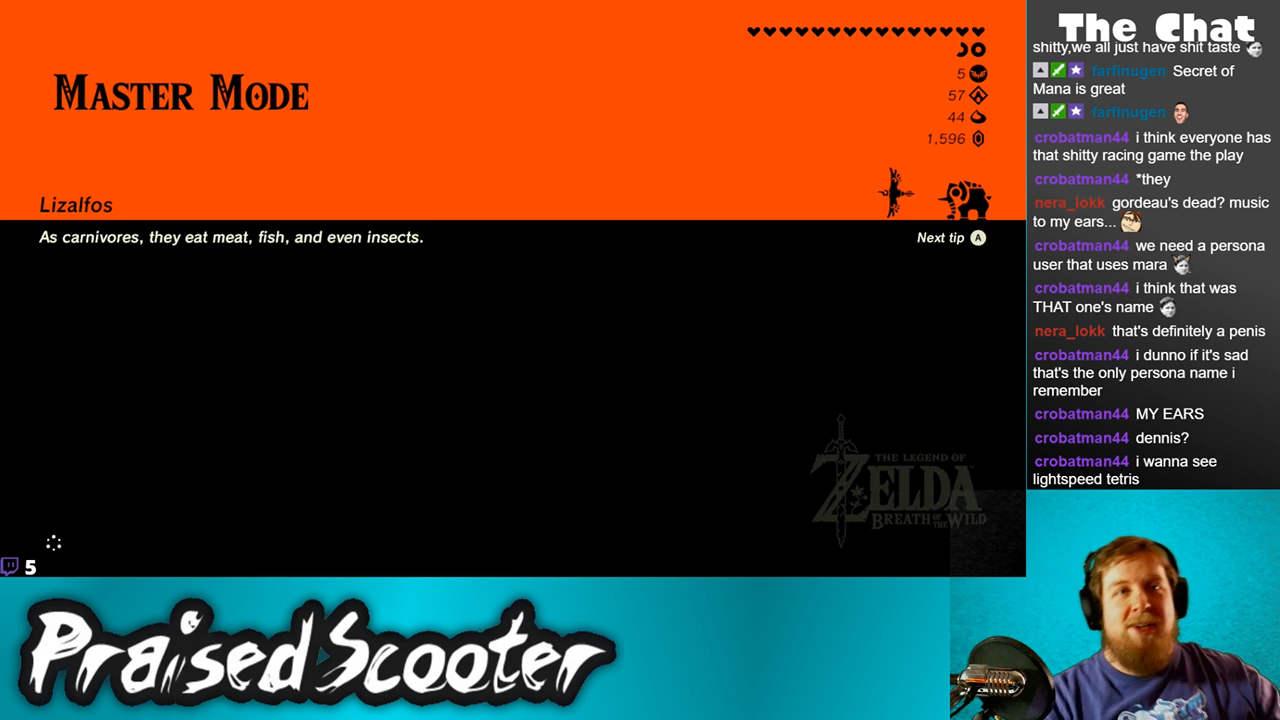 MASTER MODE
5
57
44
1,596
Lizalfos
As carnivores, they eat meat, fish, and even insects.
Next tip A
THE LEGEND OF
ZELDA
BREATH OF THE WILD
5
PraisedScooter
The Chat
shitty,we all just have shit taste
farfinugen Secret of
Mana is great
farfinugen
crobatman44 i think everyone has
that shitty racing game the play
crobatman44 *they
nera_lokk gordeau's dead? music
to my ears...
crobatman44 we need a persona
user that uses mara
crobatman44 i think that was
THAT one's name
nera_lokk that's definitely a penis
crobatman44 i dunno if it's sad
that's the only persona name i
remember
crobatman44 MY EARS
crobatman44 dennis?
crobatman44 i wanna see
lightspeed tetris